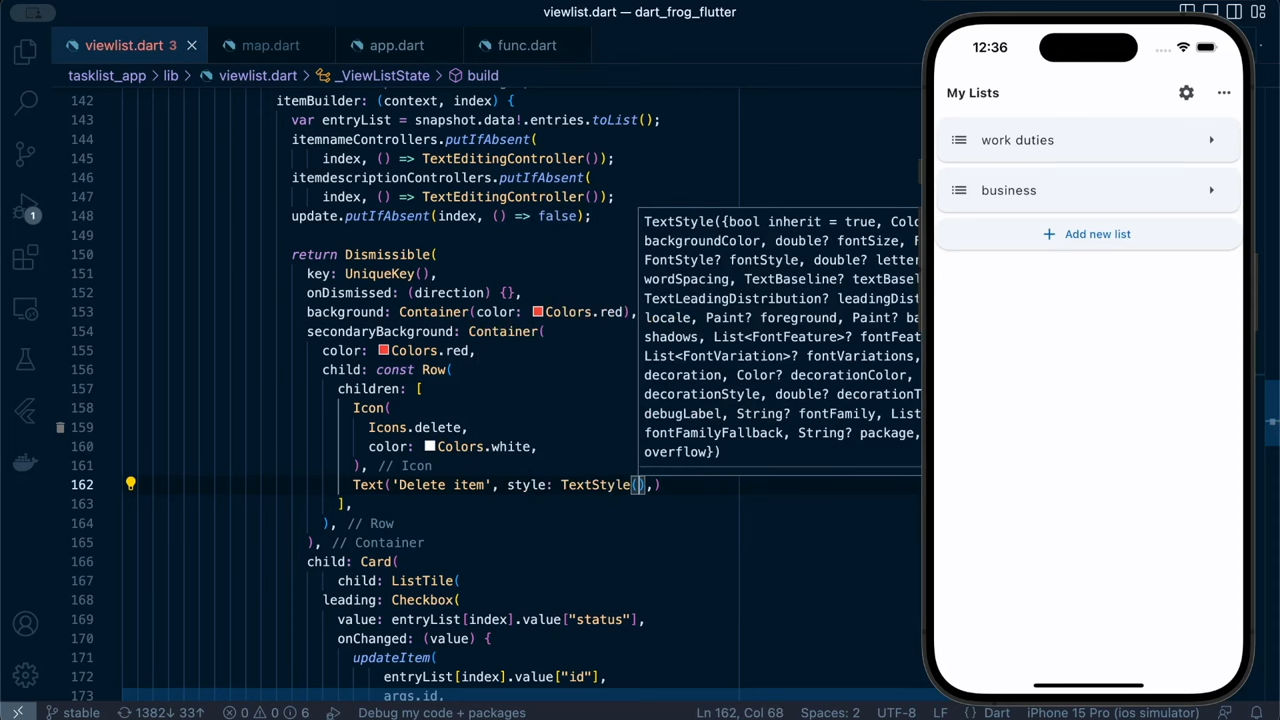 viewlist.dart — dart_frog_flutter
viewlist.dart 3
map.dart
app.dart
func.dart
tasklist_app > lib > viewlist.dart > _ViewListState > build
142 itemBuilder: (context, index) {
143 var entryList = snapshot.data!.entries.toList();
144 itemnameControllers.putIfAbsent(
145 index, () => TextEditingController());
146 itemdescriptionControllers.putIfAbsent(
147 index, () => TextEditingController());
148 update.putIfAbsent(index, () => false);
149
150 return Dismissible(
151 key: UniqueKey(),
152 onDismissed: (direction) {},
153 background: Container(color: Colors.red),
154 secondaryBackground: Container(
155 color: Colors.red,
156 child: const Row(
157 children: [
158 Icon(
159 Icons.delete,
160 color: Colors.white,
161 ), // Icon
162 Text('Delete item', style: TextStyle(),)
163 ],
164 ), // Row
165 ), // Container
166 child: Card(
167 child: ListTile(
168 leading: Checkbox(
169 value: entryList[index].value["status"],
170 onChanged: (value) {
171 updateItem(
172 entryList[index].value["id"],
173 args.id,
TextStyle({bool inherit = true, Colo
backgroundColor, double? fontSize, F
FontStyle? fontStyle, double? letter
wordSpacing, TextBaseline? textBasel
TextLeadingDistribution? leadingDist
locale, Paint? foreground, Paint? ba
shadows, List<FontFeature>? fontFeat
List<FontVariation>? fontVariations,
decoration, Color? decorationColor,
decorationStyle, double? decorationT
debugLabel, String? fontFamily, List
fontFamilyFallback, String? package,
overflow})
12:36
My Lists
work duties
business
+ Add new list
1
stable 1382↓ 33↑ 0 0 6 Debug my code + packages Ln 162, Col 68 Spaces: 2 UTF-8 LF {} Dart iPhone 15 Pro (ios simulator)